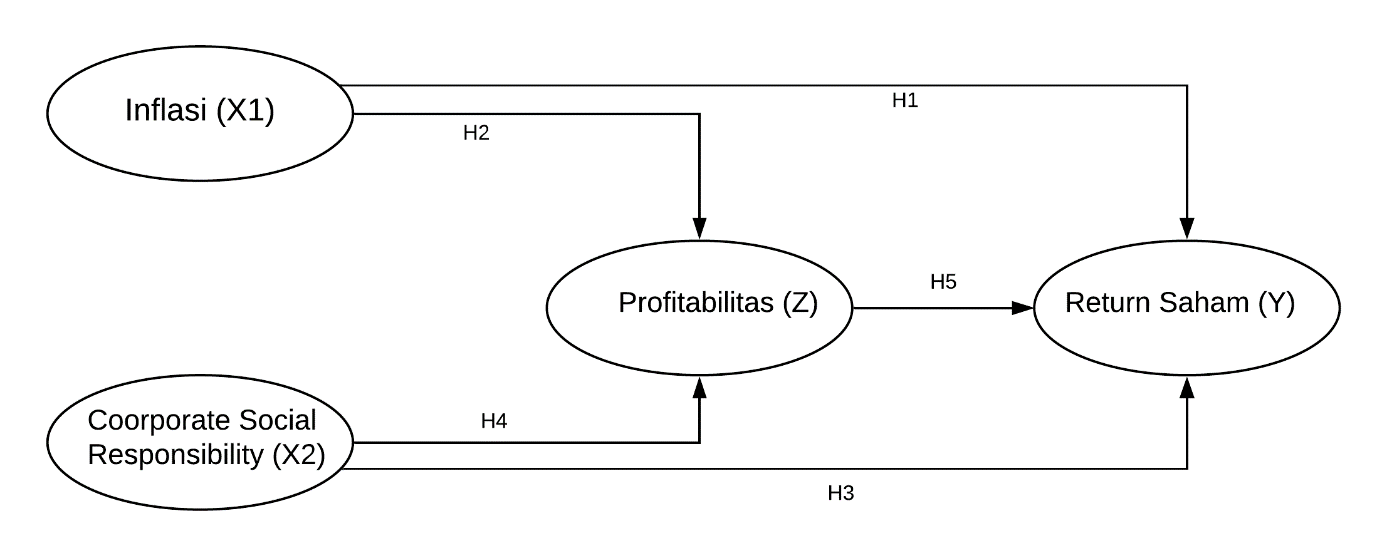 Inflasi (X1)
H1
H2
H5
Profitabilitas (Z)
Return Saham (Y)
Coorporate Social
Responsibility (X2)
H4
H3